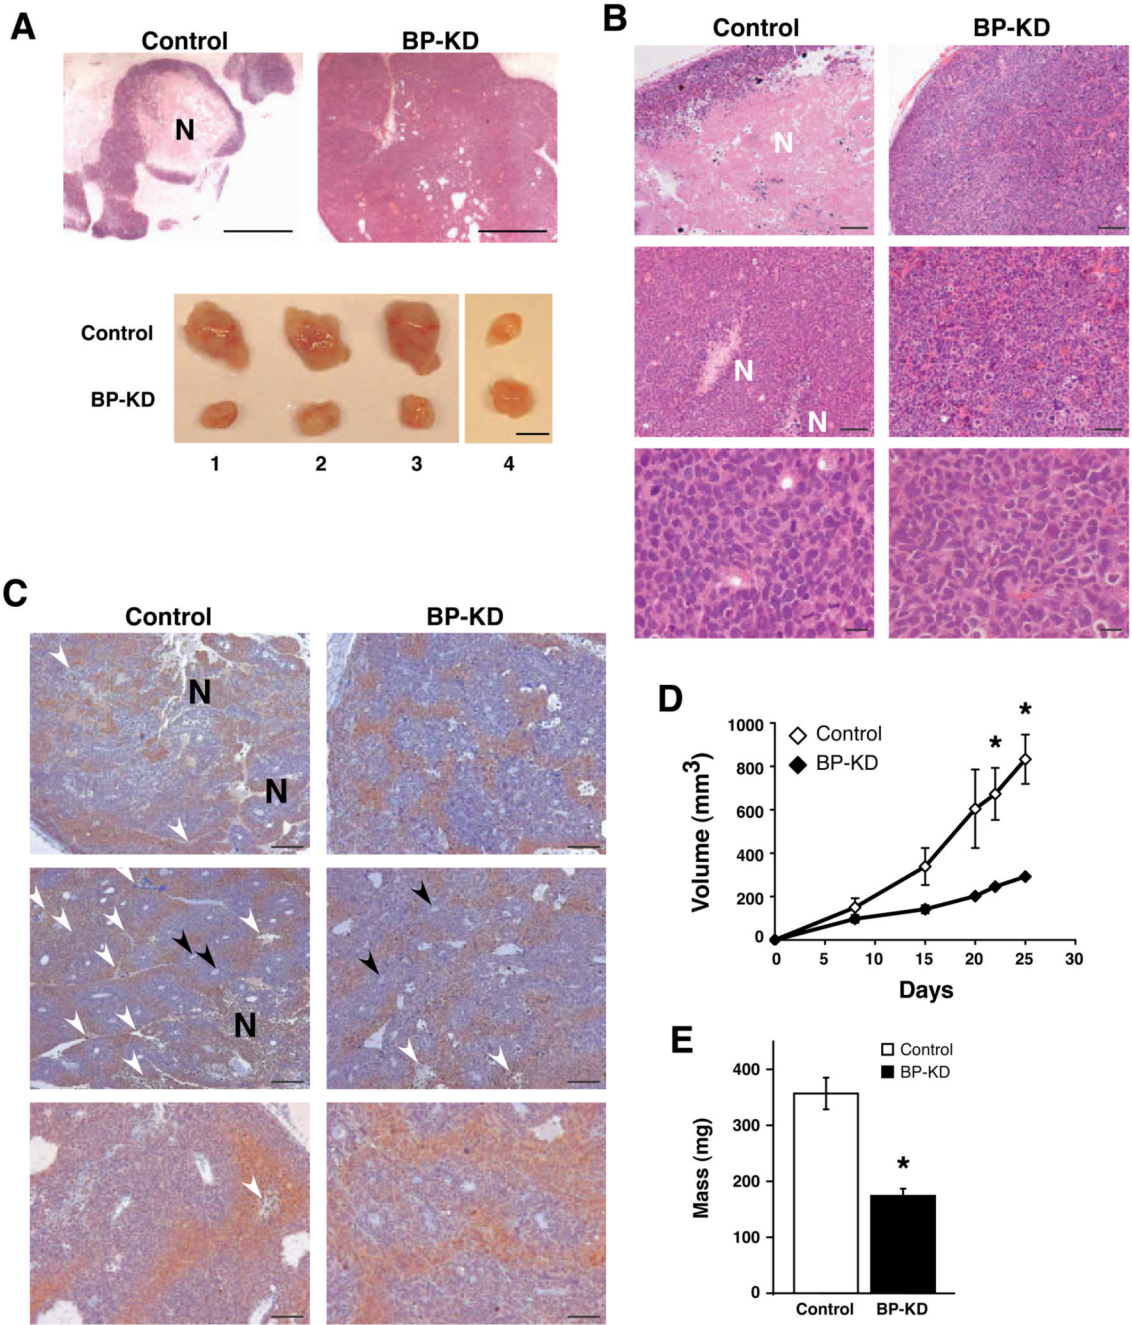 A
Control BP-KD
N
Control
BP-KD
1 2 3 4
B
Control BP-KD
N
N
N
C
Control BP-KD
N
N
N
D
Control
BP-KD
*
*
1000
800
600
400
200
0
Volume (mm3)
0 5 10 15 20 25 30
Days
E
Control
BP-KD
400
300
200
100
0
Mass (mg)
*
Control BP-KD